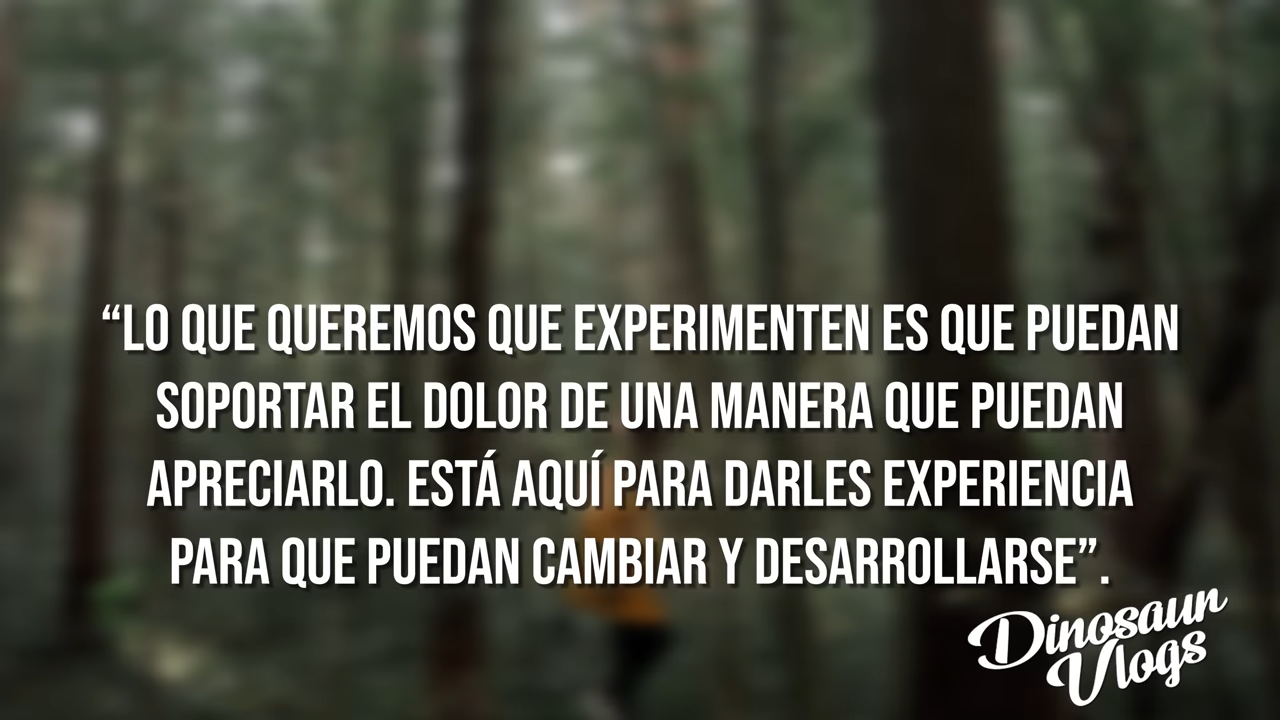 “LO QUE QUEREMOS QUE EXPERIMENTEN ES QUE PUEDAN
SOPORTAR EL DOLOR DE UNA MANERA QUE PUEDAN
APRECIARLO. ESTÁ AQUÍ PARA DARLES EXPERIENCIA
PARA QUE PUEDAN CAMBIAR Y DESARROLLARSE”.
Dinosaur
Vlogs